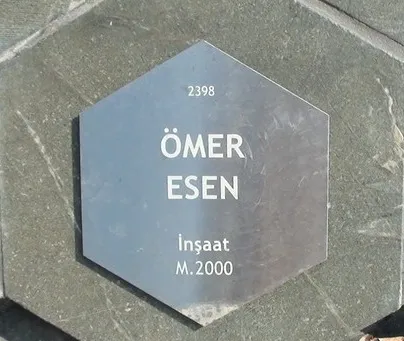 2398
ÖMER
ESEN
İnşaat
M.2000